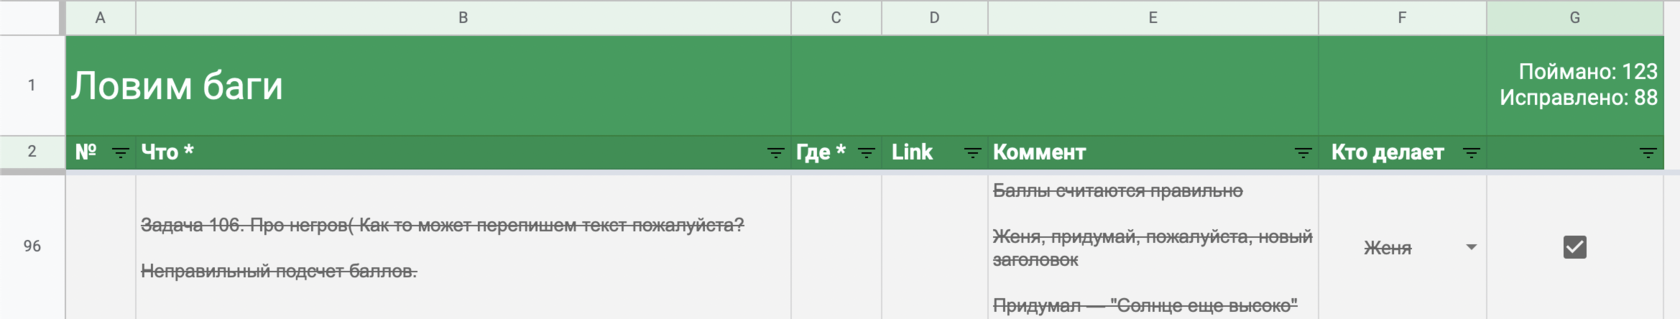 A B C D E F G
1 Ловим баги Поймано: 123
Исправлено: 88
2 № Что * Где * Link Коммент Кто делает
96 Задача 106. Про негров( Как то может перепишем текст пожалуйста?
Неправильный подсчет баллов.
Баллы считаются правильно
Женя, придумай, пожалуйста, новый
заголовок
Придумал — "Солнце еще высоко"
Женя